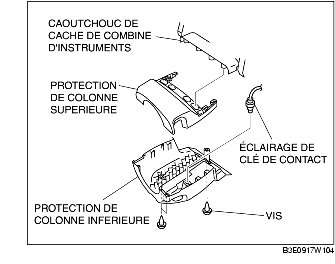 CAOUTCHOUC DE
CACHE DE COMBINE
D'INSTRUMENTS
PROTECTION
DE COLONNE
SUPERIEURE
ÉCLAIRAGE DE
CLÉ DE CONTACT
PROTECTION DE
COLONNE INFERIEURE
VIS
B3E0917W104